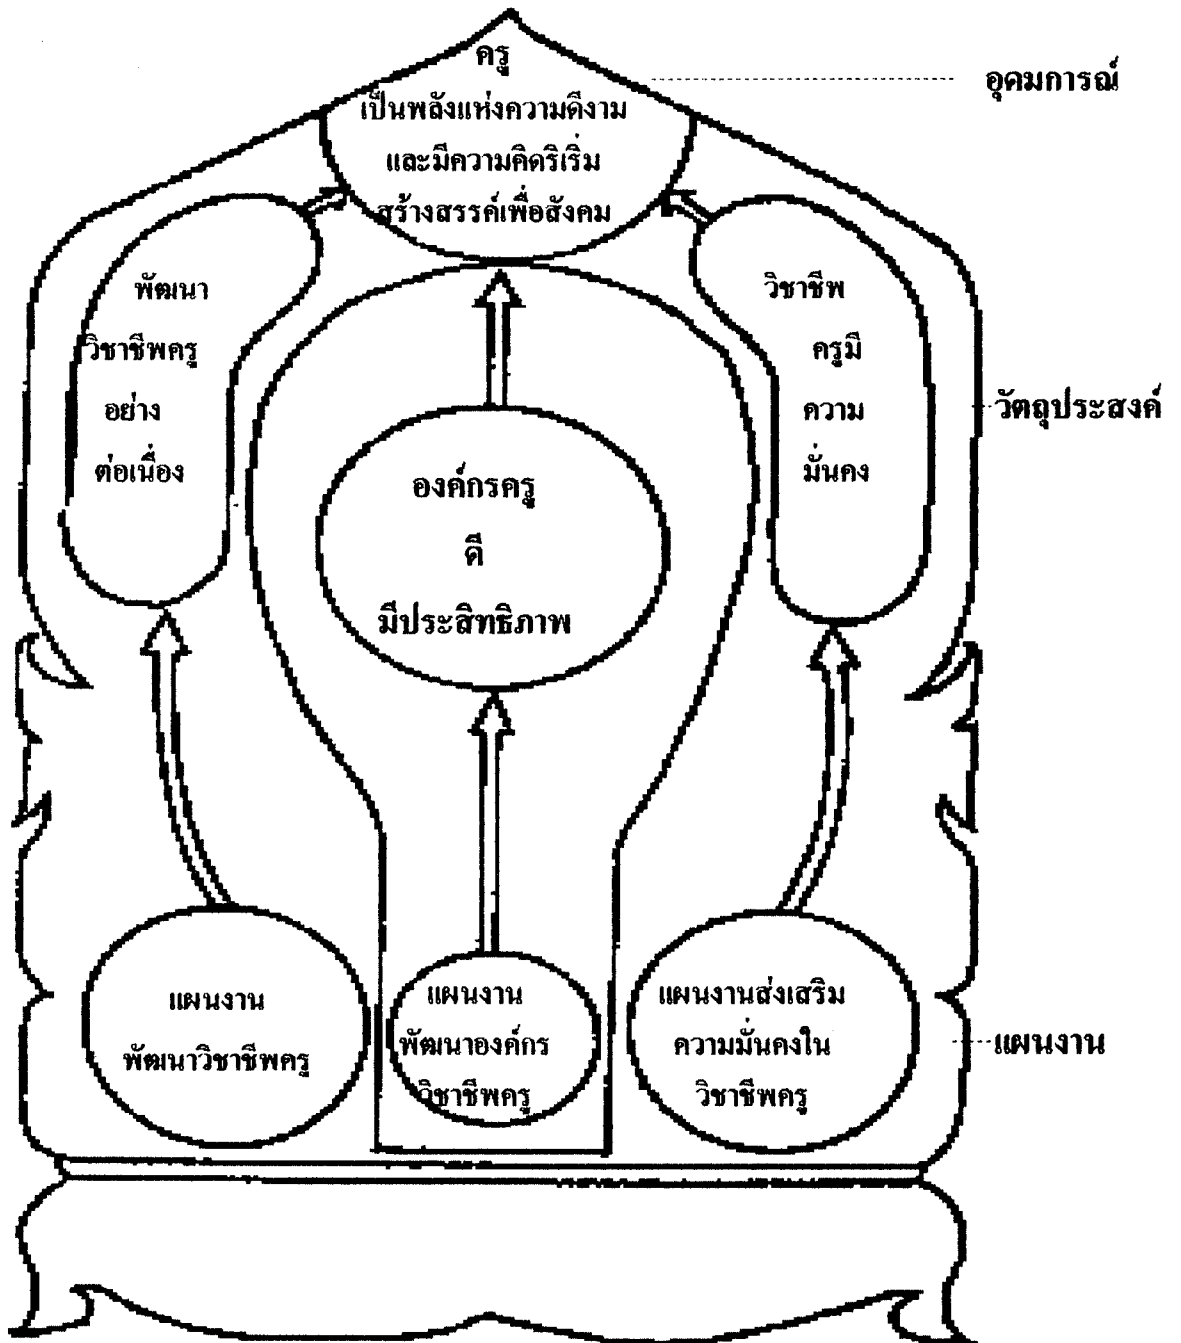 ครู
เป็นพลังแห่งความดีงาม
และมีความคิดริเริ่ม
สร้างสรรค์เพื่อสังคม
อุดมการณ์
พัฒนา
วิชาชีพครู
อย่าง
ต่อเนื่อง
องค์กรครู
ดี
มีประสิทธิภาพ
วิชาชีพ
ครูมี
ความ
มั่นคง
วัตถุประสงค์
แผนงาน
พัฒนาวิชาชีพครู
แผนงาน
พัฒนาองค์กร
วิชาชีพครู
แผนงานส่งเสริม
ความมั่นคงใน
วิชาชีพครู
แผนงาน